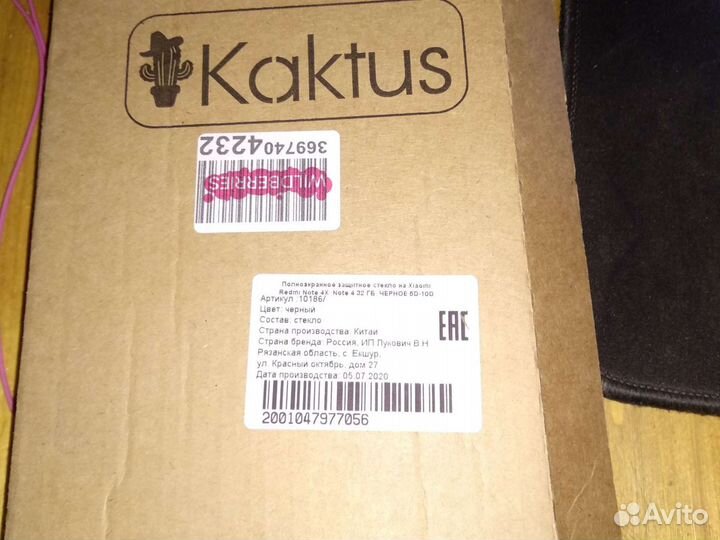 Kaktus
3697404232
WILDBERRIES
Полноэкранное защитное стекло на Xiaomi
Redmi Note 4X, Note 4 32 ГБ, ЧЕРНОЕ 5D-10D
Артикул: 10186/
Цвет: черный
Состав: стекло
Страна производства: Китай
Страна бренда: Россия, ИП Лукович В Н
Рязанская область, с. Екшур,
ул. Красный октябрь, дом 27
Дата производства: 05.07.2020
EAC
2001047977056
Avito